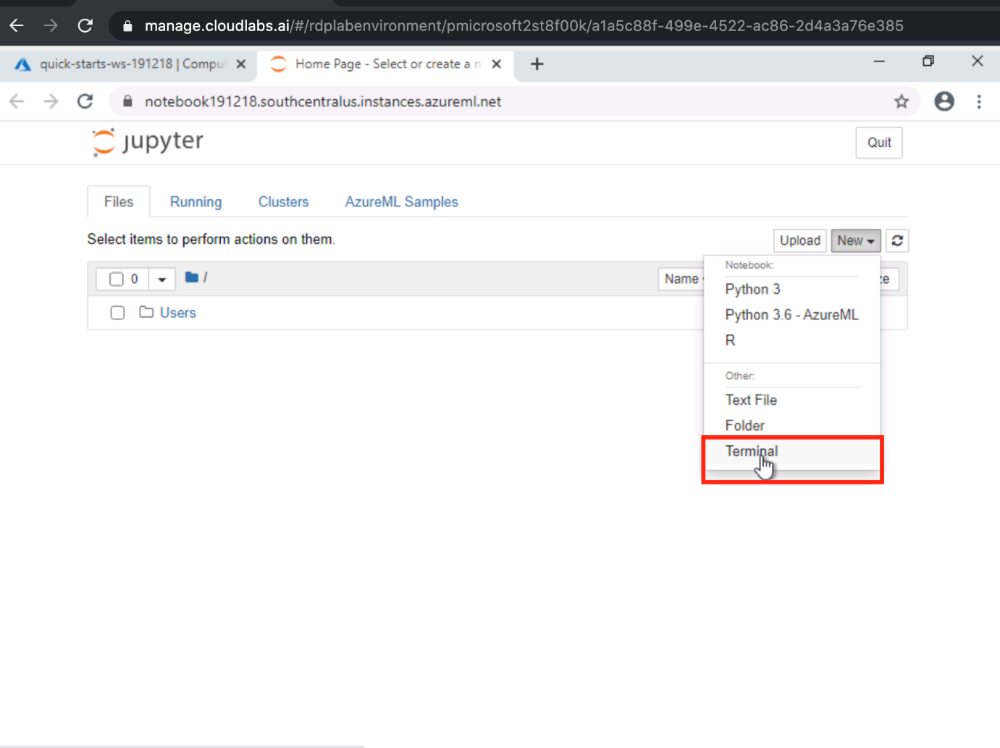 manage.cloudlabs.ai/#/rdplabenvironment/pmicrosoft2st8f00k/a1a5c88f-499e-4522-ac86-2d4a3a76e385
quick-starts-ws-191218 | Comput
Home Page - Select or create a n
notebook191218.southcentralus.instances.azureml.net
jupyter
Quit
Files Running Clusters AzureML Samples
Select items to perform actions on them.
Upload New
0 / Name ze
Users
Notebook:
Python 3
Python 3.6 - AzureML
R
Other:
Text File
Folder
Terminal